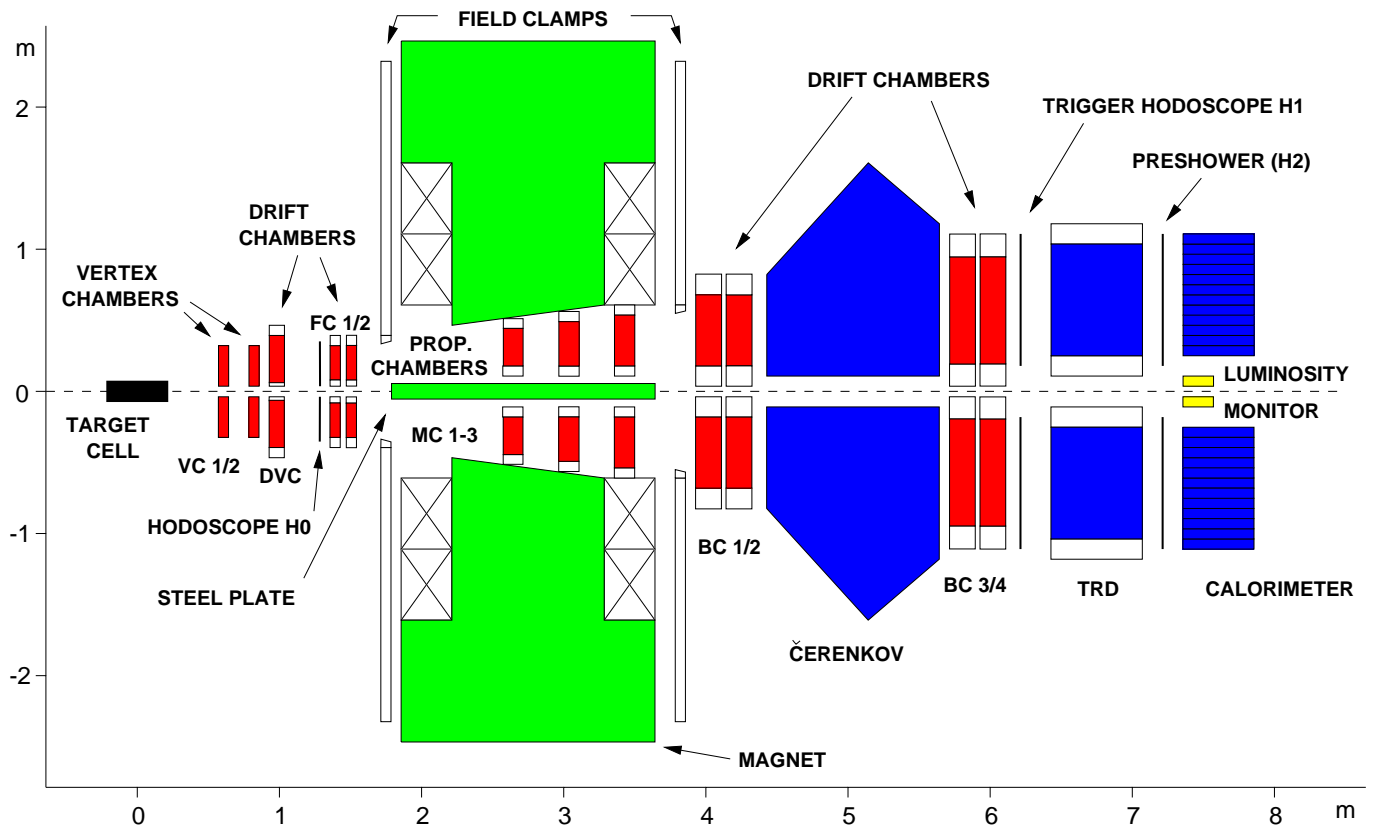 FIELD CLAMPS
m
2
DRIFT CHAMBERS
TRIGGER HODOSCOPE H1
PRESHOWER (H2)
DRIFT
CHAMBERS
1
VERTEX
CHAMBERS
FC 1/2
PROP.
CHAMBERS
0
LUMINOSITY
MONITOR
TARGET
CELL
MC 1-3
VC 1/2
DVC
HODOSCOPE H0
-1
BC 1/2
STEEL PLATE
BC 3/4
TRD
CALORIMETER
ČERENKOV
-2
MAGNET
0
1
2
3
4
5
6
7
8
m